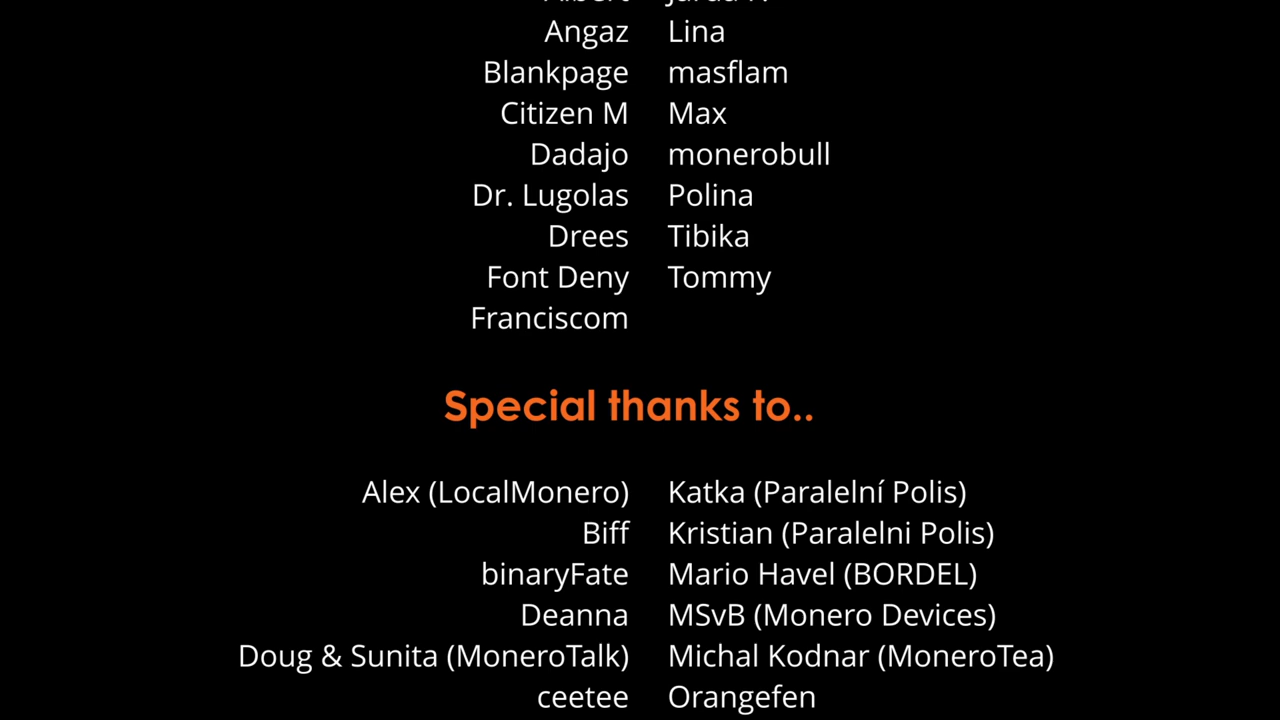 Angaz Lina
Blankpage masflam
Citizen M Max
Dadajo monerobull
Dr. Lugolas Polina
Drees Tibika
Font Deny Tommy
Franciscom
Special thanks to..
Alex (LocalMonero) Katka (Paralelní Polis)
Biff Kristian (Paralelni Polis)
binaryFate Mario Havel (BORDEL)
Deanna MSvB (Monero Devices)
Doug & Sunita (MoneroTalk) Michal Kodnar (MoneroTea)
ceetee Orangefen